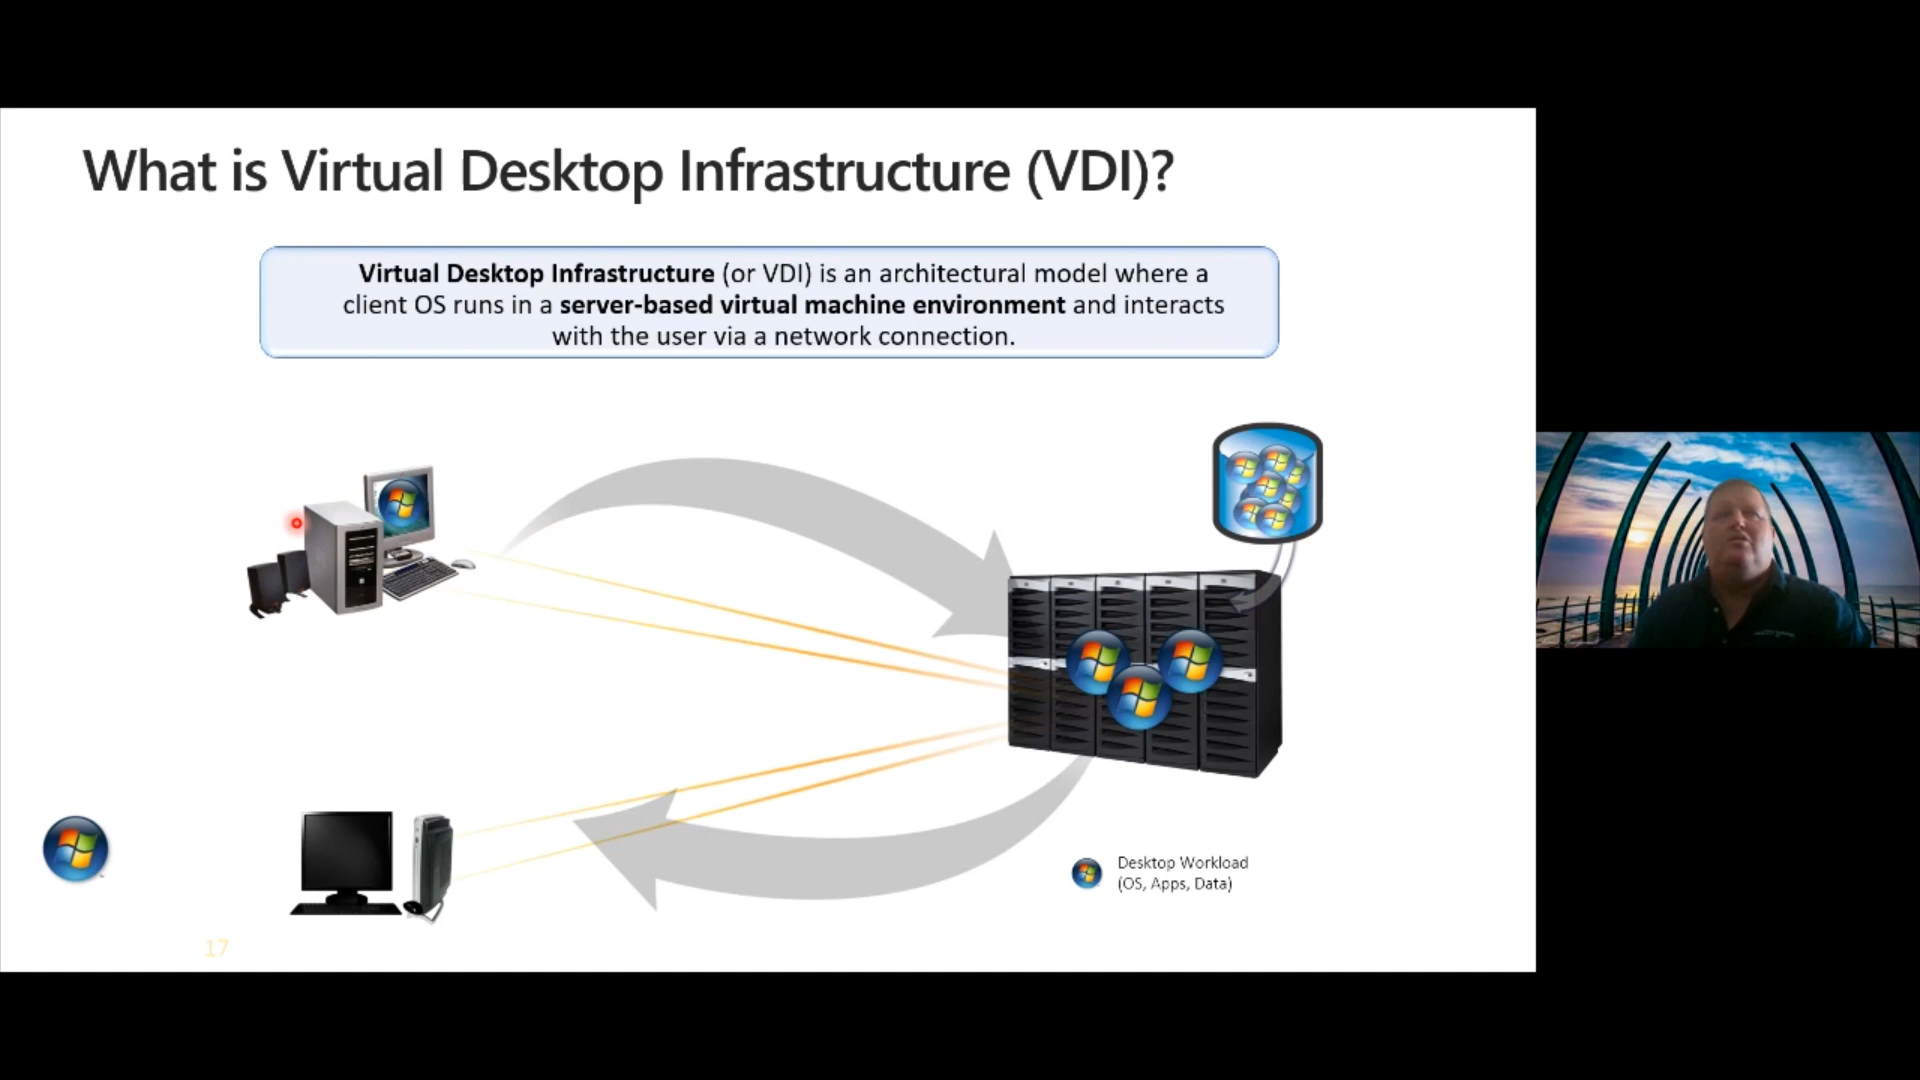 What is Virtual Desktop Infrastructure (VDI)?
Virtual Desktop Infrastructure (or VDI) is an architectural model where a
client OS runs in a server-based virtual machine environment and interacts
with the user via a network connection.
Desktop Workload
(OS, Apps, Data)
17